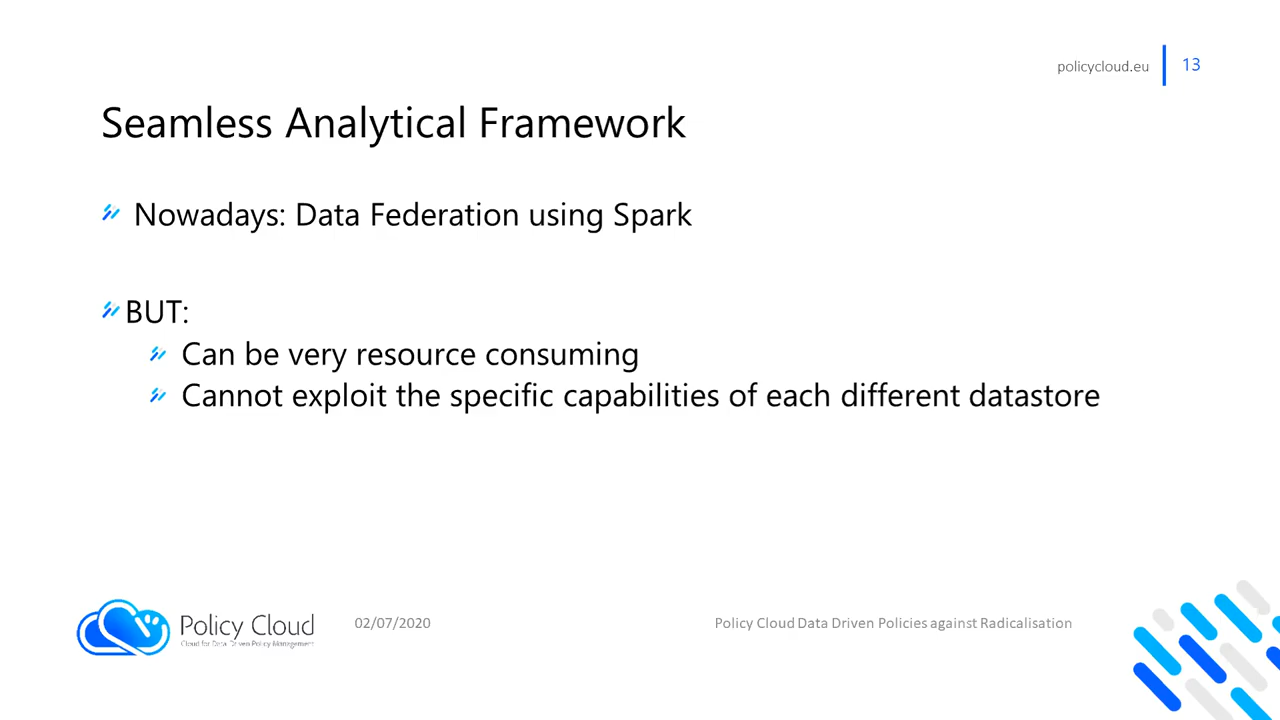 policycloud.eu
13
Seamless Analytical Framework
Nowadays: Data Federation using Spark
BUT:
Can be very resource consuming
Cannot exploit the specific capabilities of each different datastore
Policy Cloud
Cloud for Data Driven Policy Management
02/07/2020
Policy Cloud Data Driven Policies against Radicalisation